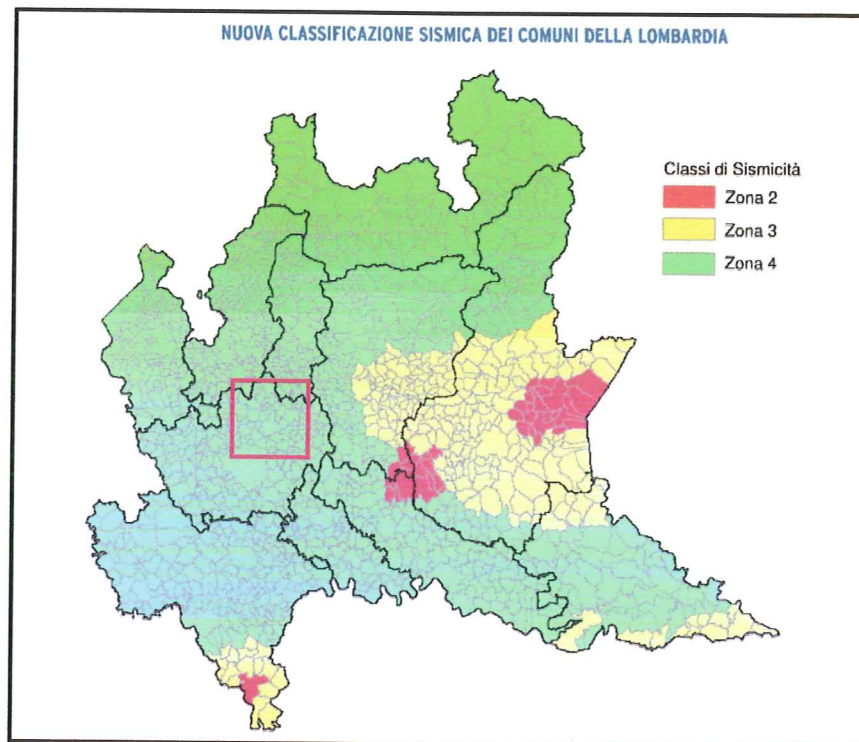 NUOVA CLASSIFICAZIONE SISMICA DEI COMUNI DELLA LOMBARDIA
Classi di Sismicità
Zona 2
Zona 3
Zona 4